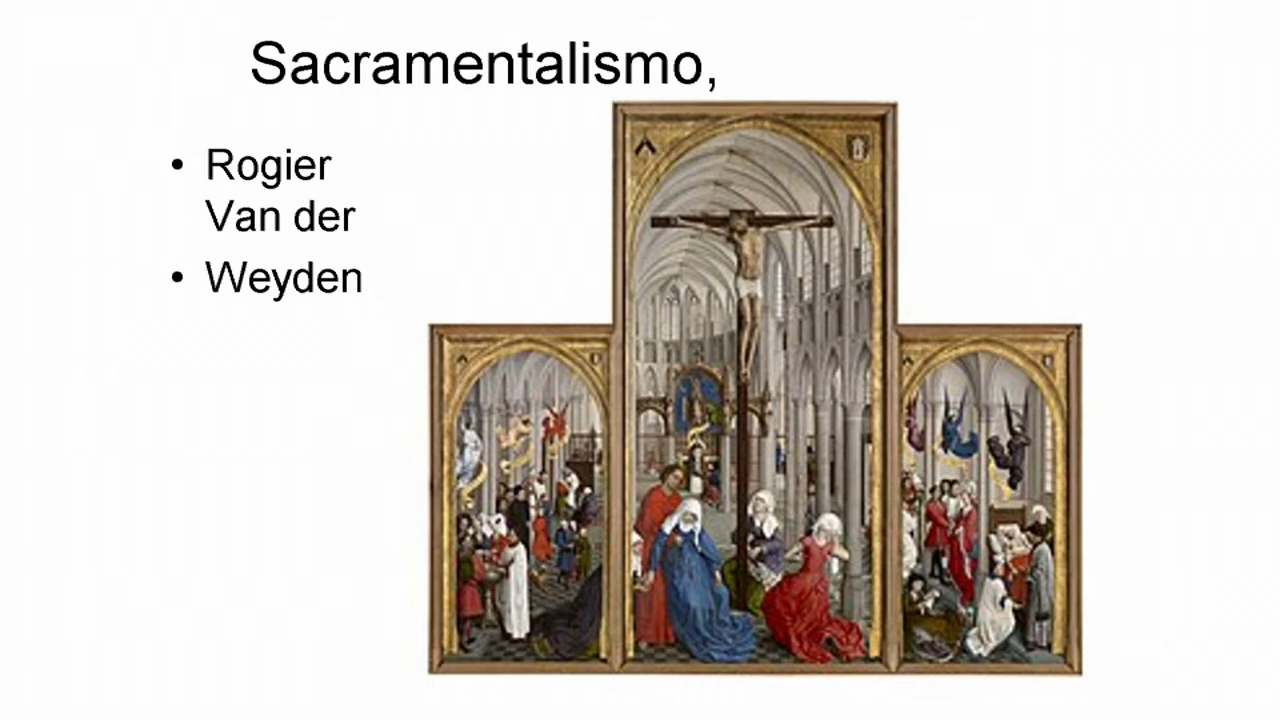 Sacramentalismo,
• Rogier
Van der
• Weyden